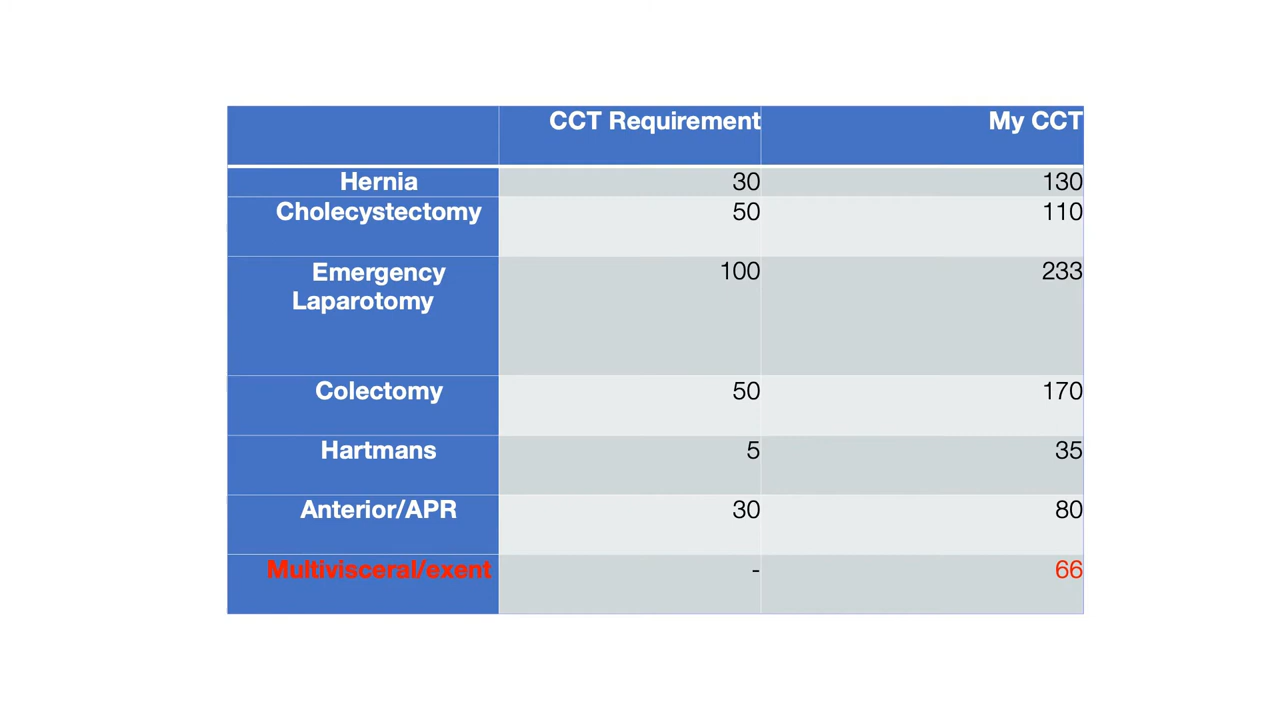 CCT Requirement My CCT
Hernia 30 130
Cholecystectomy 50 110
Emergency 100 233
Laparotomy
Colectomy 50 170
Hartmans 5 35
Anterior/APR 30 80
Multivisceral/exent - 66